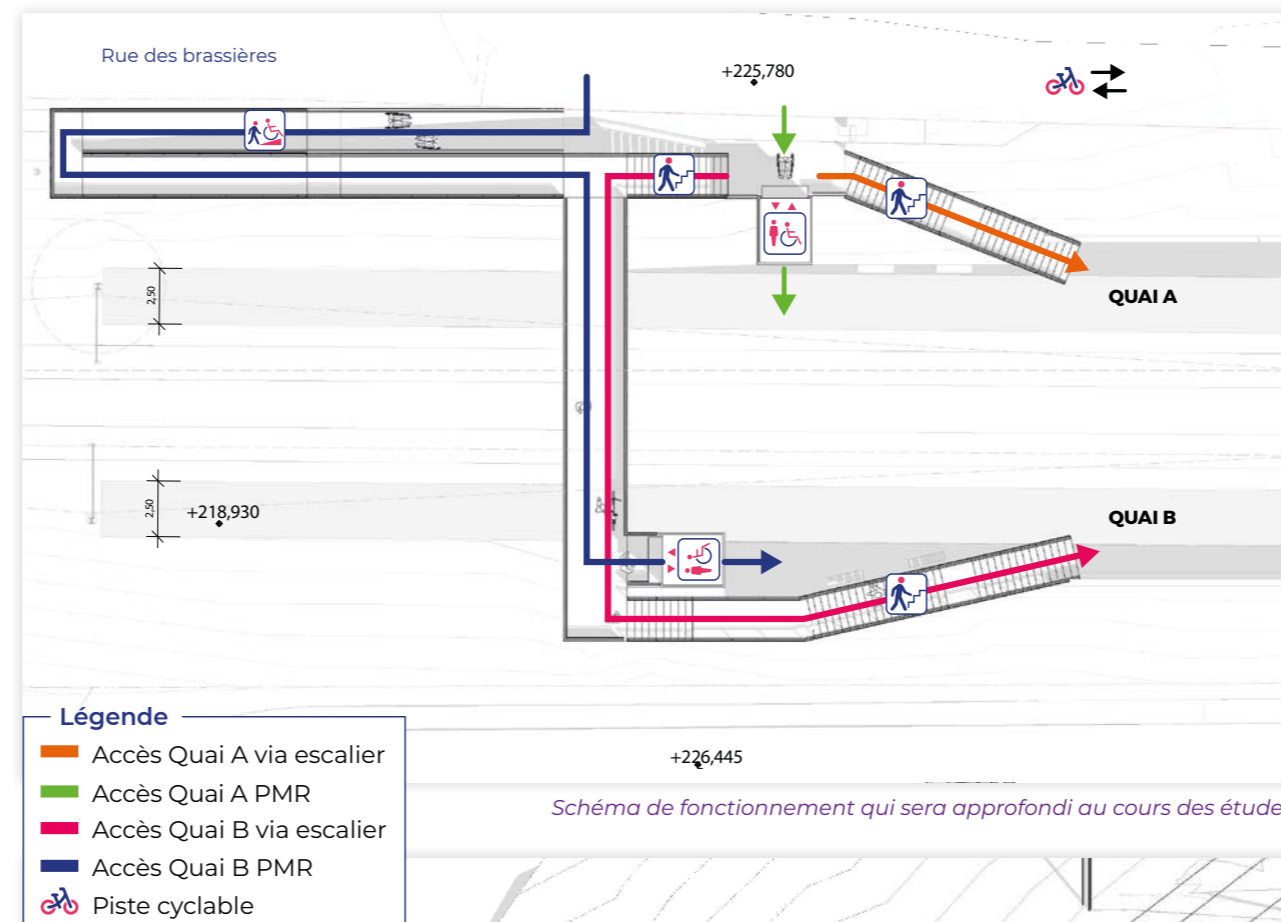 Rue des brassières
+225,780
2,50
QUAI A
2,50
+218,930
QUAI B
Légende
Accès Quai A via escalier
Accès Quai A PMR
Accès Quai B via escalier
Accès Quai B PMR
Piste cyclable
+226,445
Schéma de fonctionnement qui sera approfondi au cours des étude